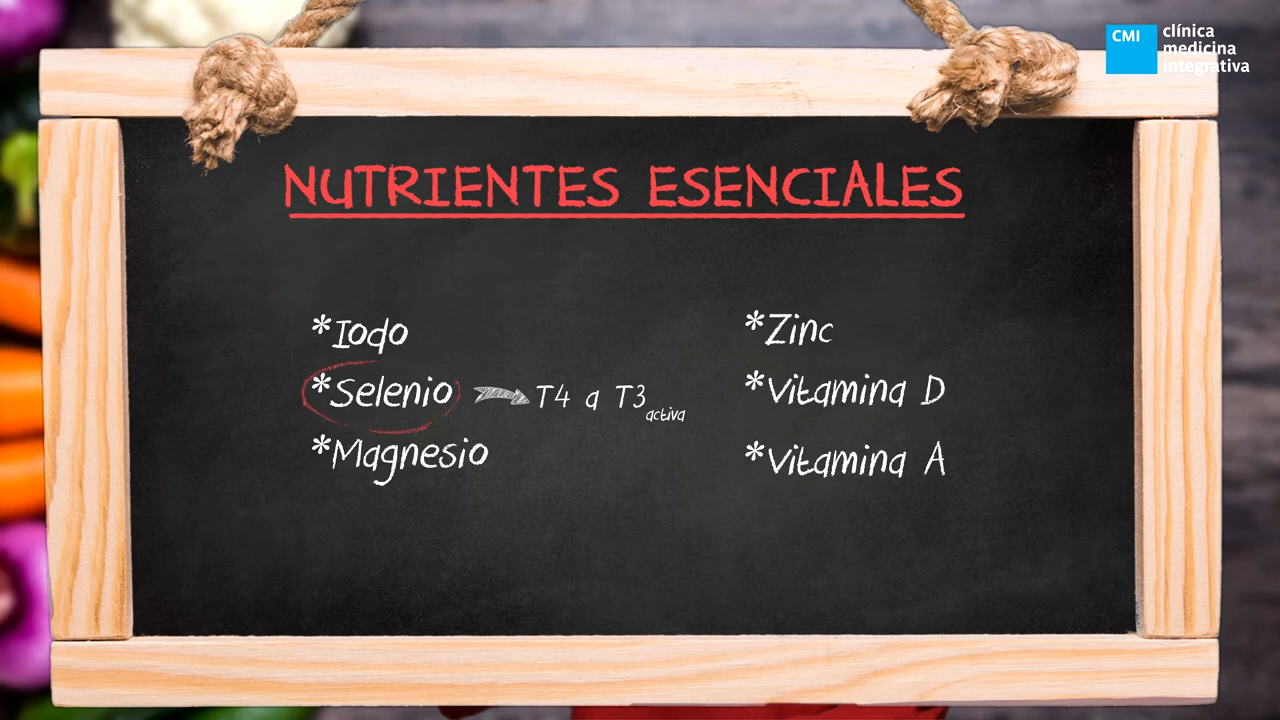 CMI
clínica
medicina
integrativa
NUTRIENTES ESENCIALES
*Iodo
*Selenio T4 a T3 activa
*Magnesio
*Zinc
*Vitamina D
*Vitamina A